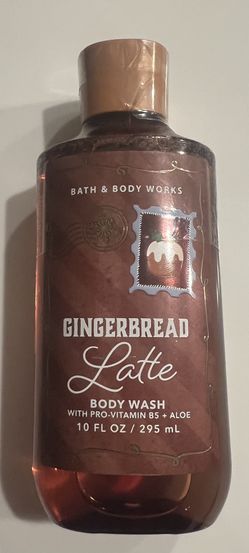 BATH & BODY WORKS
GINGERBREAD
Latte
BODY WASH
WITH PRO-VITAMIN B5 + ALOE
10 FL OZ / 295 mL